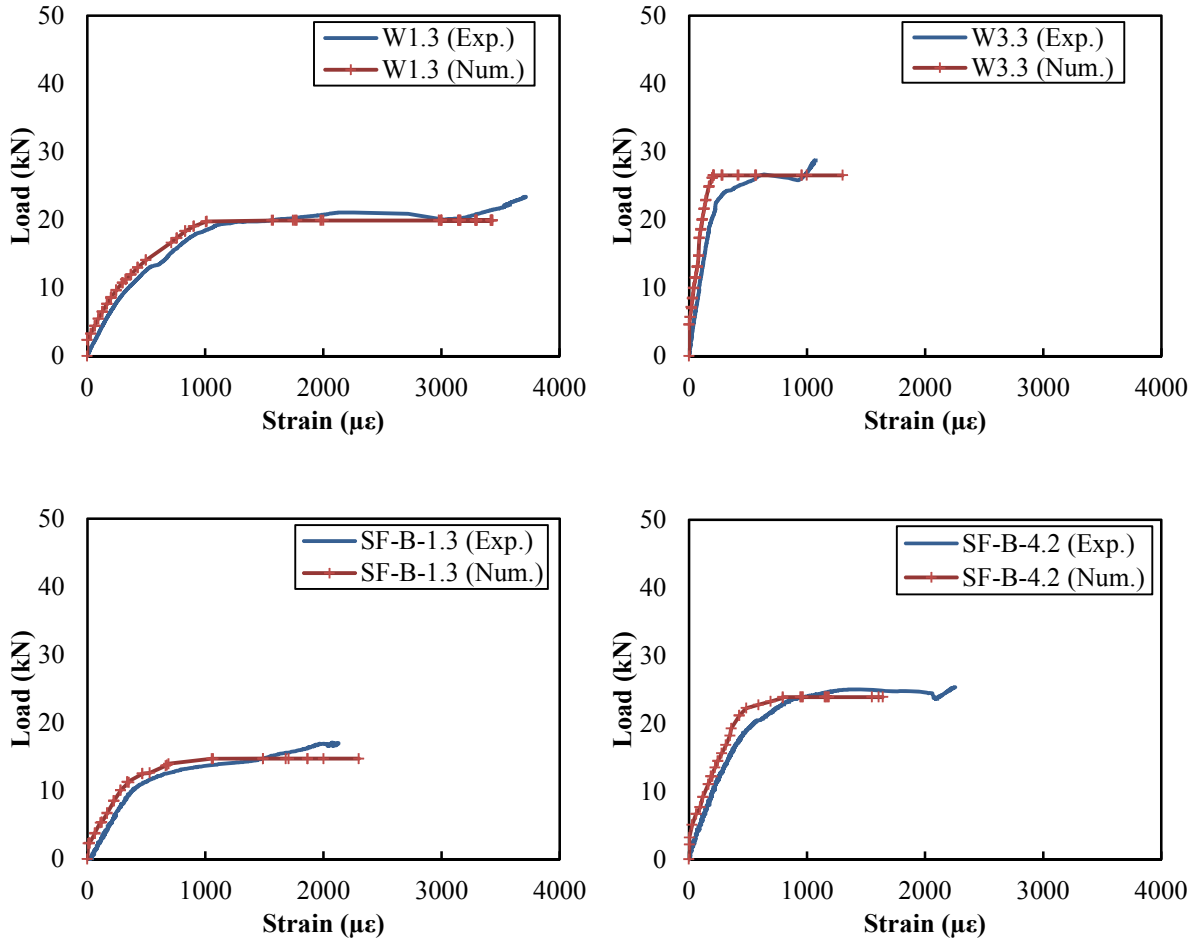 50
40
30
20
10
0
Load (kN)
W1.3 (Exp.)
W1.3 (Num.)
0 1000 2000 3000 4000
Strain (µε)
50
40
30
20
10
0
Load (kN)
W3.3 (Exp.)
W3.3 (Num.)
0 1000 2000 3000 4000
Strain (µε)
50
40
30
20
10
0
Load (kN)
SF-B-1.3 (Exp.)
SF-B-1.3 (Num.)
0 1000 2000 3000 4000
Strain (µε)
50
40
30
20
10
0
Load (kN)
SF-B-4.2 (Exp.)
SF-B-4.2 (Num.)
0 1000 2000 3000 4000
Strain (µε)